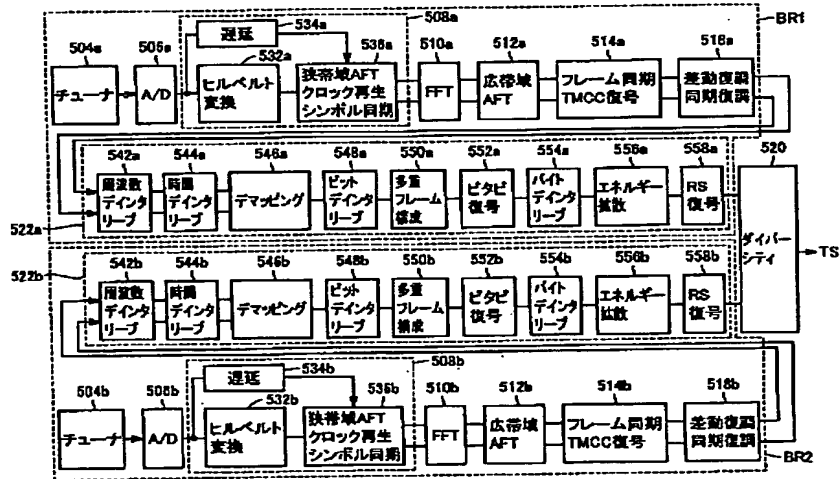 534a
508a
BR1
504a
506a
遅延
532a
536a
510a
512a
514a
518a
チューナ
A/D
ヒルベルト
変換
狭帯域AFT
クロック再生
シンボル同期
FFT
広帯域
AFT
フレーム同期
TMCC復号
差動復調
同期復調
542a
544a
546a
548a
550a
552a
554a
556a
558a
520
周波数
デインタ
リーブ
時間
デインタ
リーブ
デマッピング
ビット
デインタ
リーブ
多重
フレーム
構成
ビタビ
復号
バイト
デインタ
リーブ
エネルギー
拡散
RS
復号
522a
ダイバー
シティ
TS
522b
542b
544b
546b
548b
550b
552b
554b
556b
558b
周波数
デインタ
リーブ
時間
デインタ
リーブ
デマッピング
ビット
デインタ
リーブ
多重
フレーム
構成
ビタビ
復号
バイト
デインタ
リーブ
エネルギー
拡散
RS
復号
534b
508b
504b
506b
遅延
532b
536b
510b
512b
514b
518b
チューナ
A/D
ヒルベルト
変換
狭帯域AFT
クロック再生
シンボル同期
FFT
広帯域
AFT
フレーム同期
TMCC復号
差動復調
同期復調
BR2